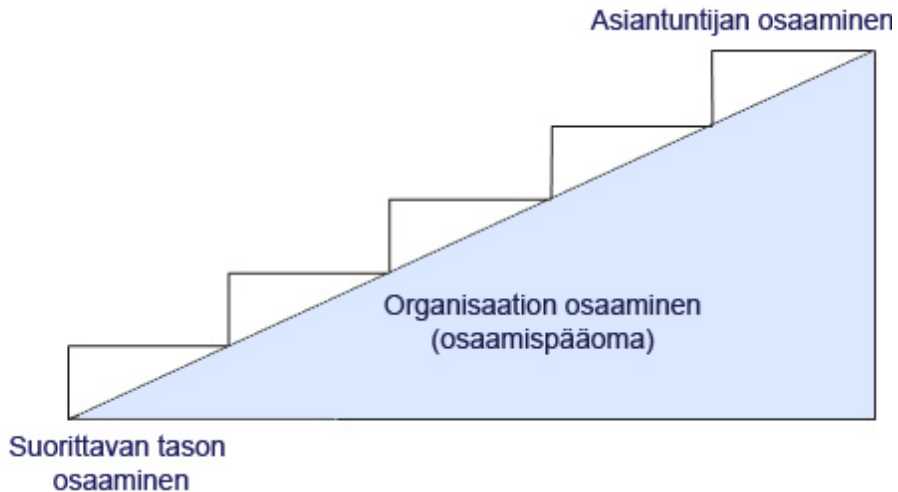 Asiantuntijan osaaminen
Organisaation osaaminen
(osaamispääoma)
Suorittavan tason
osaaminen